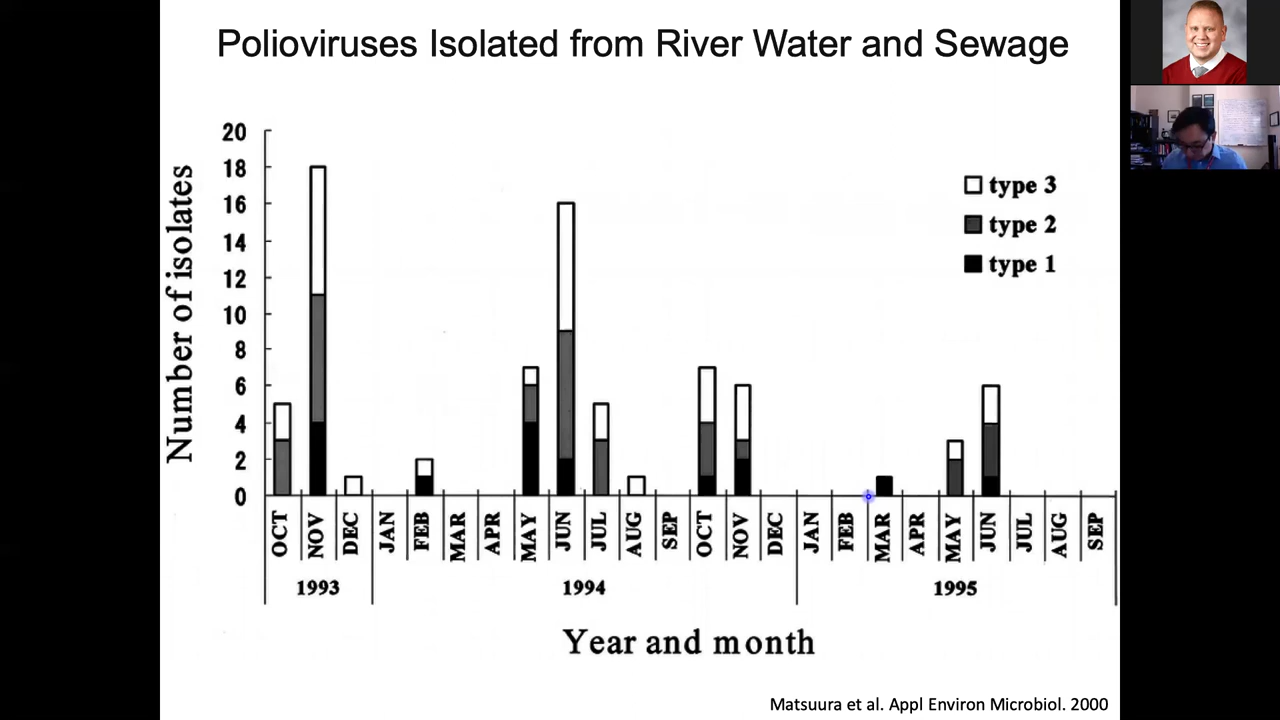 Polioviruses Isolated from River Water and Sewage
Number of isolates
20
18
16
14
12
10
8
6
4
2
0
type 3
type 2
type 1
OCT NOV DEC JAN FEB MAR APR MAY JUN JUL AUG SEP OCT NOV DEC JAN FEB MAR APR MAY JUN JUL AUG SEP
1993 1994 1995
Year and month
Matsuura et al. Appl Environ Microbiol. 2000